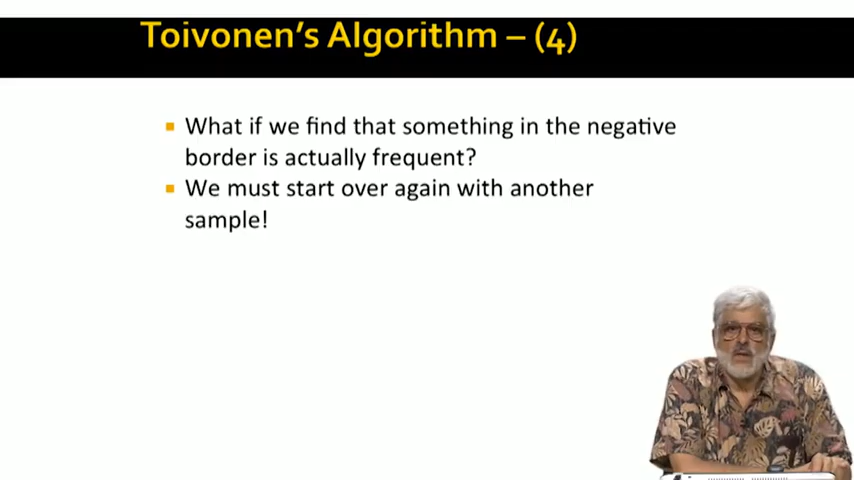 Toivonen's Algorithm – (4)
What if we find that something in the negative
border is actually frequent?
We must start over again with another
sample!